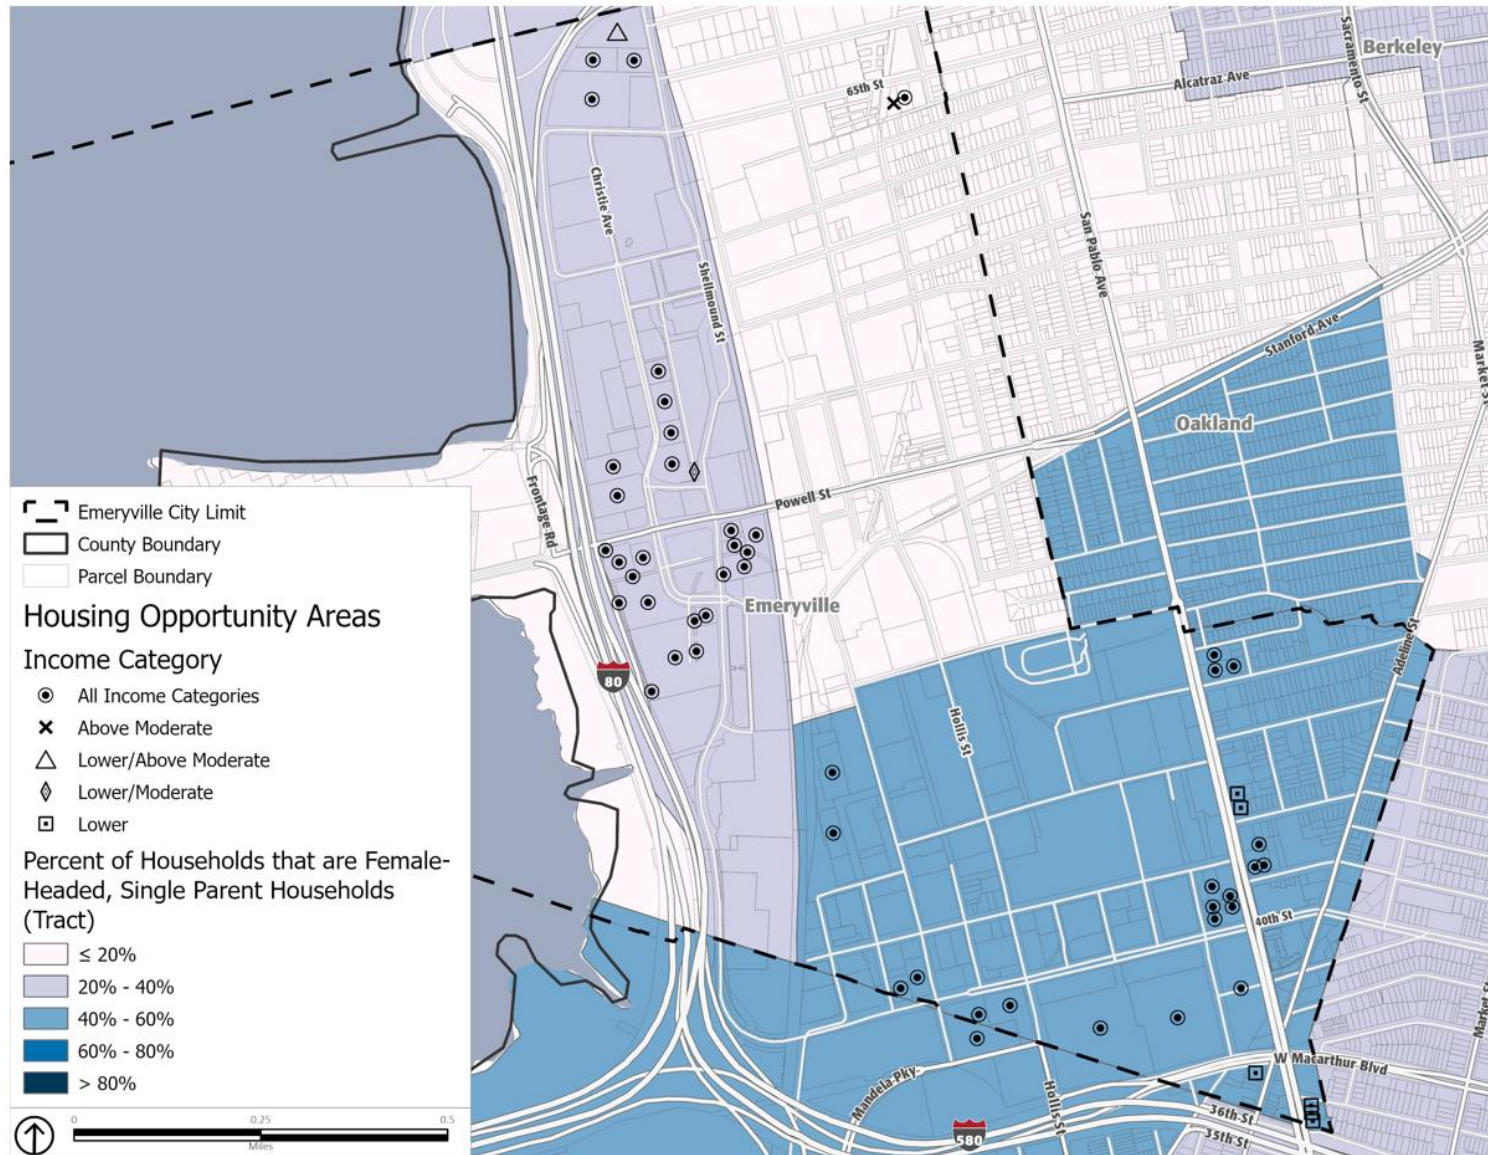 Berkeley
Sacramento St
Alcatraz Ave
65th St
Christie Ave
San Pablo Ave
Shellmound St
Stanford Ave
Market St
Oakland
Powell St
Frontage Rd
Emeryville
Adeline St
80
Hollis St
40th St
Market St
W Macarthur Blvd
Mandela Pky
Hollis St
36th St
35th St
580
Emeryville City Limit
County Boundary
Parcel Boundary
Housing Opportunity Areas
Income Category
All Income Categories
Above Moderate
Lower/Above Moderate
Lower/Moderate
Lower
Percent of Households that are Female-
Headed, Single Parent Households
(Tract)
≤ 20%
20% - 40%
40% - 60%
60% - 80%
> 80%
0 0.25 0.5
Miles